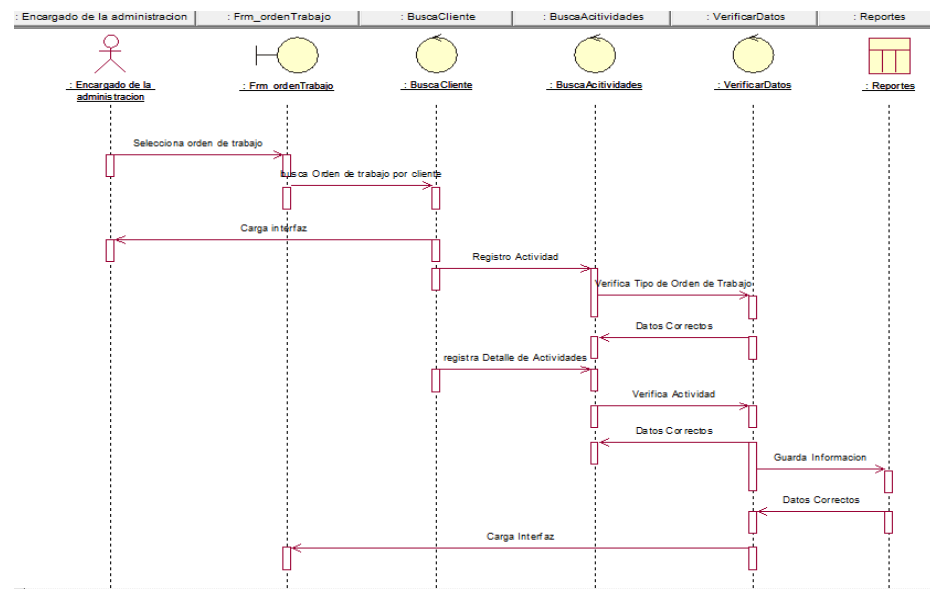 : Encargado de la administracion
: Frm_ordenTrabajo
: BuscaCliente
: BuscaAcitividades
: VerificarDatos
: Reportes
: Encargado de la
administracion
: Frm_ordenTrabajo
: BuscaCliente
: BuscaAcitividades
: VerificarDatos
: Reportes
Selecciona orden de trabajo
busca Orden de trabajo por cliente
Carga interfaz
Registro Actividad
Verifica Tipo de Orden de Trabajo
Datos Correctos
registra Detalle de Actividades
Verifica Actividad
Datos Correctos
Guarda Informacion
Datos Correctos
Carga Interfaz